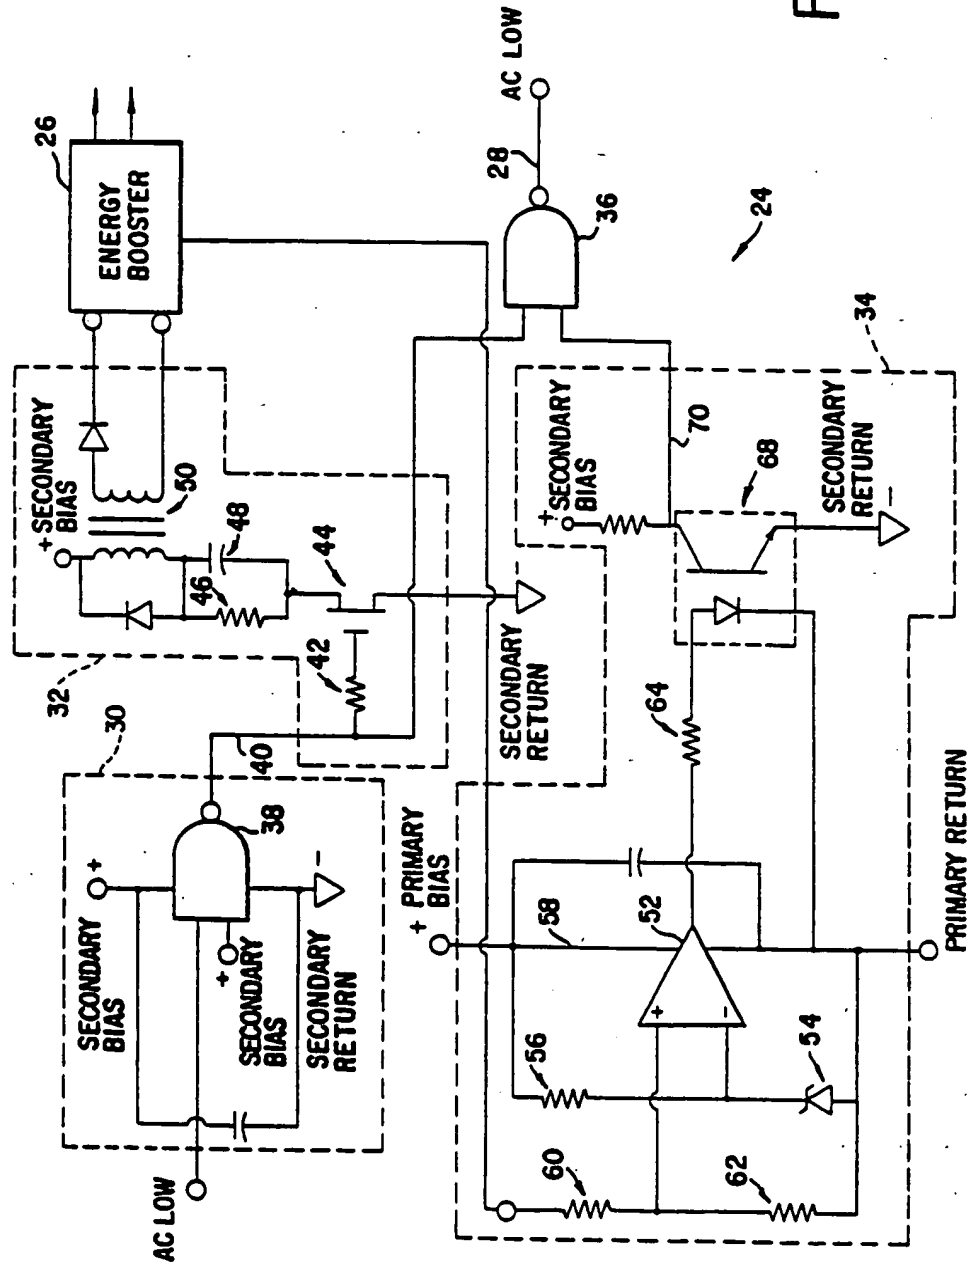 F
26
ENERGY
BOOSTER
AC LOW
28
36
24
34
+ SECONDARY
BIAS
50
48
46
44
42
32
SECONDARY
RETURN
-
30
40
38
SECONDARY
BIAS
+
-
+
SECONDARY
BIAS
SECONDARY
RETURN
AC LOW
+
SECONDARY
BIAS
70
68
SECONDARY
RETURN
-
64
+ PRIMARY
BIAS
58
52
+
-
56
54
60
62
PRIMARY RETURN